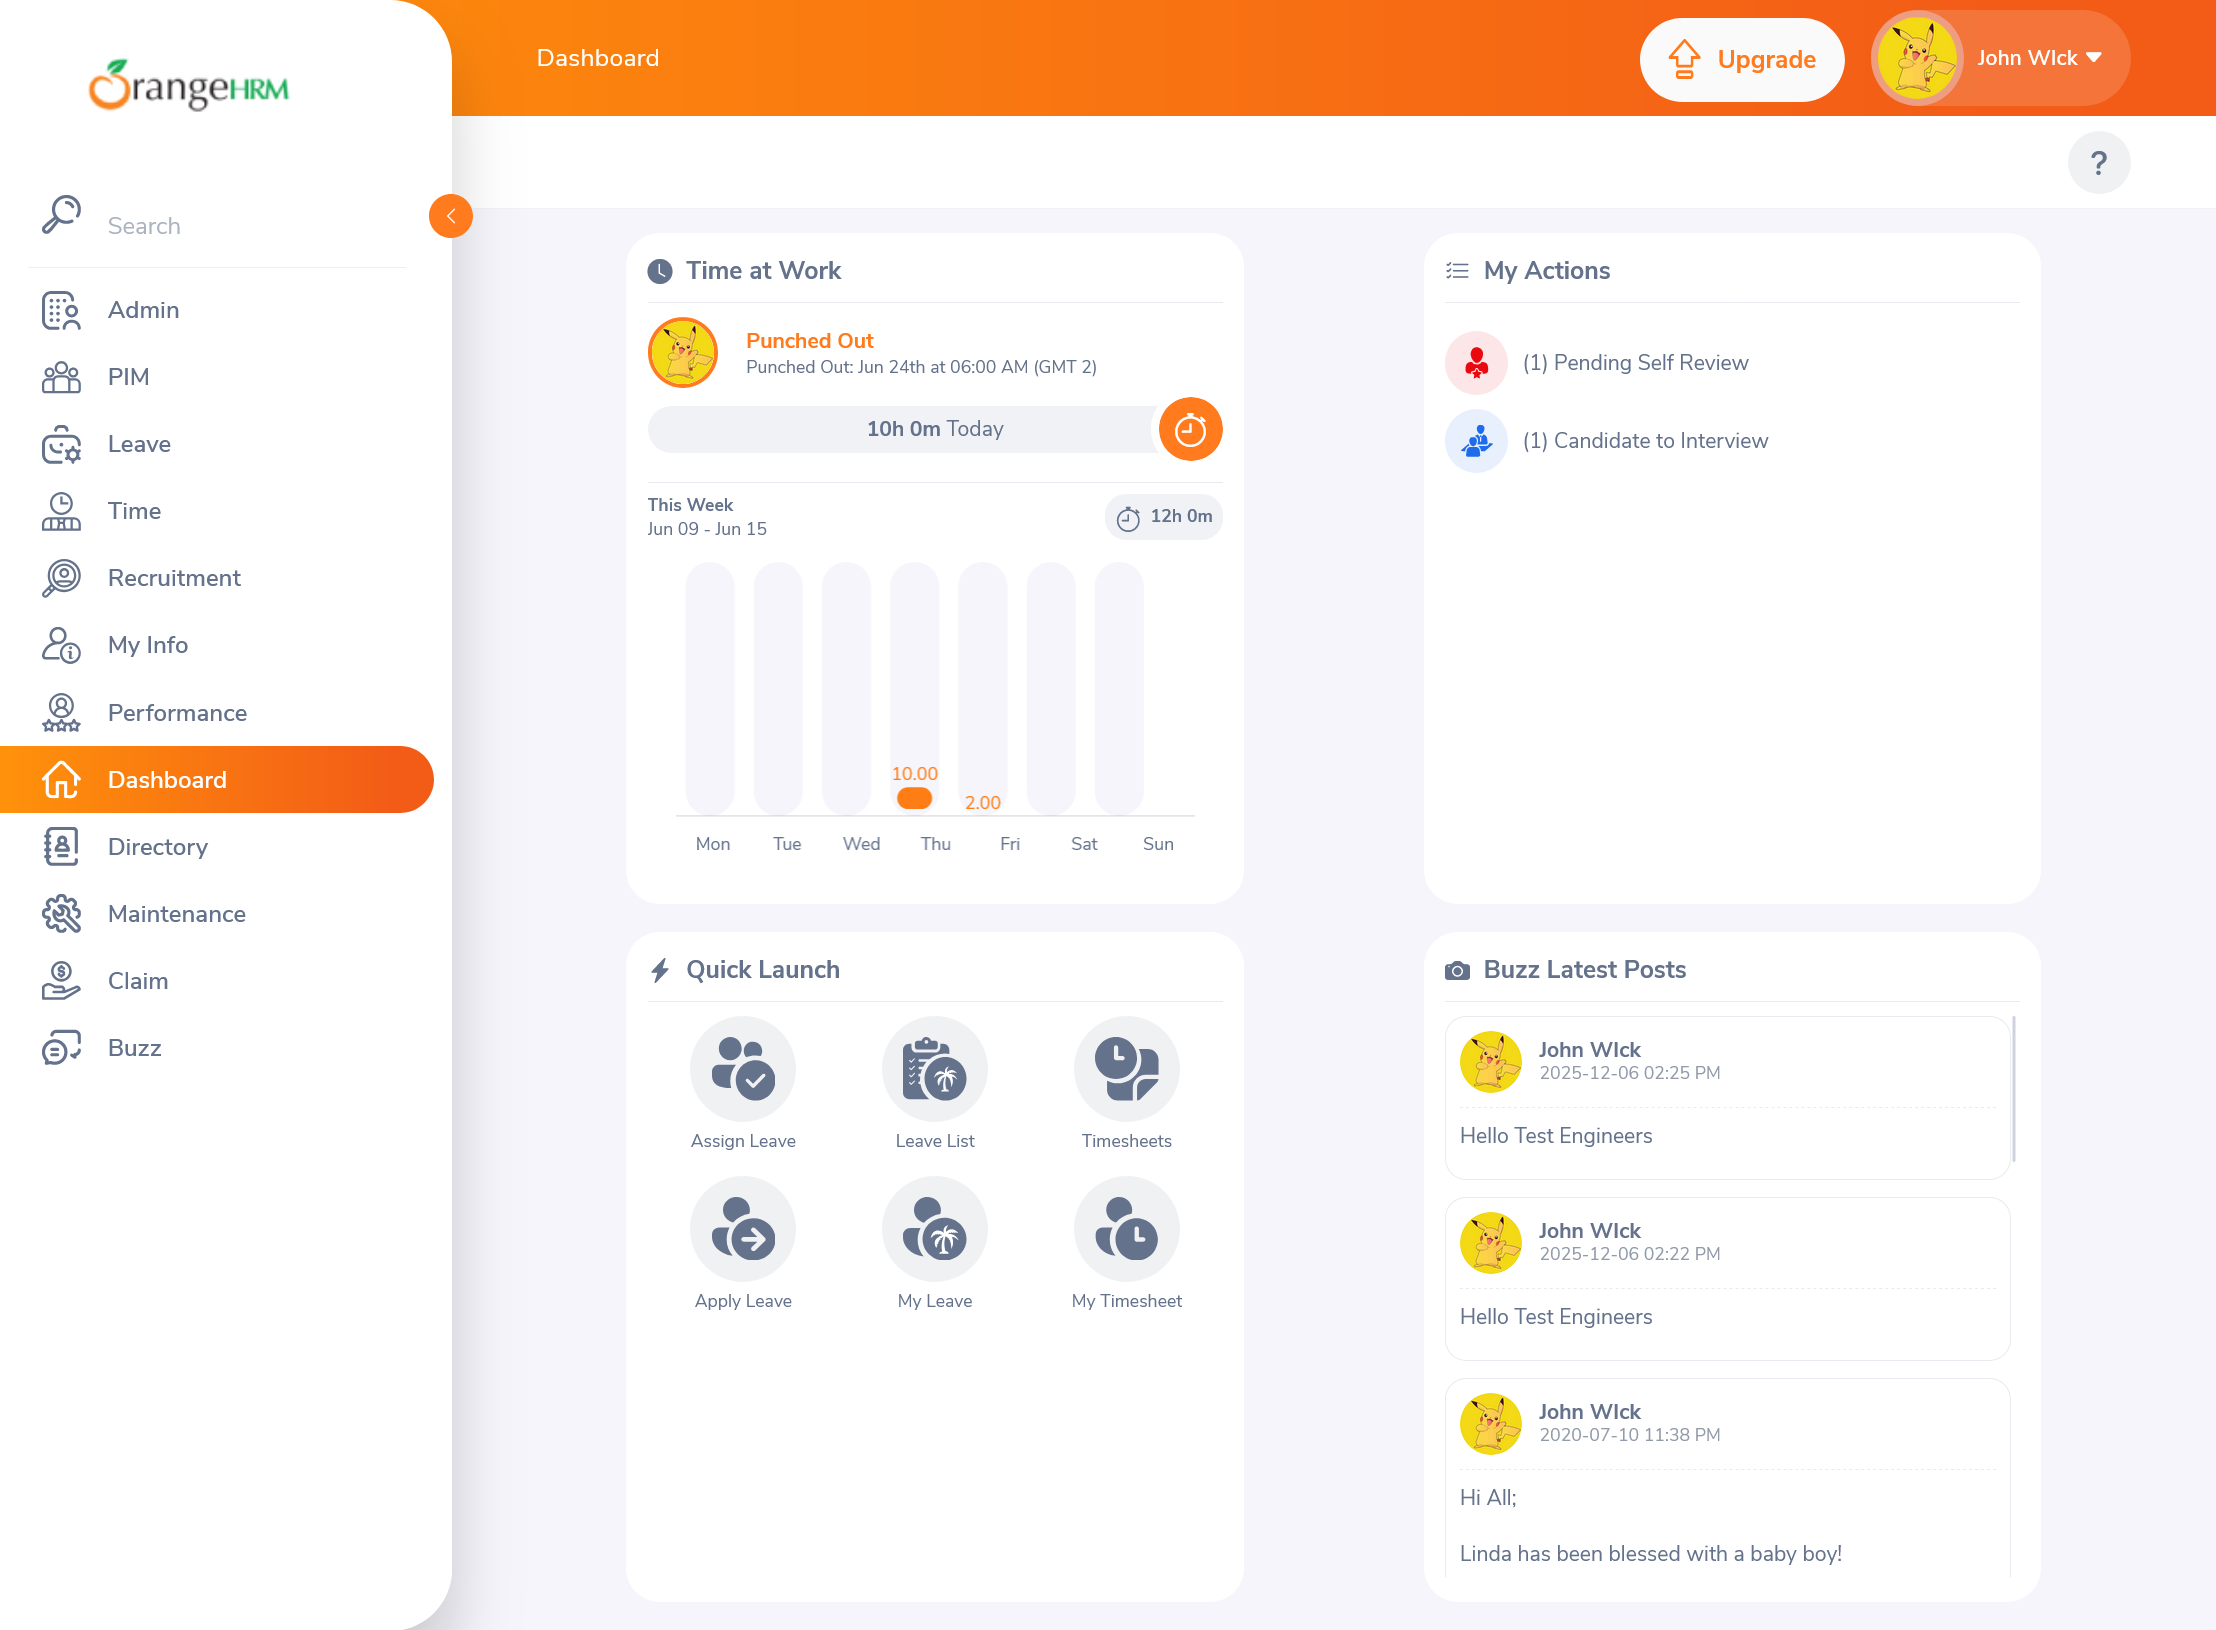 OrangeHRM
Search
Admin
PIM
Leave
Time
Recruitment
My Info
Performance
Dashboard
Directory
Maintenance
Claim
Buzz
Dashboard
Upgrade
John WIck
?
Time at Work
Punched Out
Punched Out: Jun 24th at 06:00 AM (GMT 2)
10h 0m Today
This Week
Jun 09 - Jun 15
12h 0m
10.00
2.00
Mon Tue Wed Thu Fri Sat Sun
My Actions
(1) Pending Self Review
(1) Candidate to Interview
Quick Launch
Assign Leave
Leave List
Timesheets
Apply Leave
My Leave
My Timesheet
Buzz Latest Posts
John WIck
2025-12-06 02:25 PM
Hello Test Engineers
John WIck
2025-12-06 02:22 PM
Hello Test Engineers
John WIck
2020-07-10 11:38 PM
Hi All;
Linda has been blessed with a baby boy!